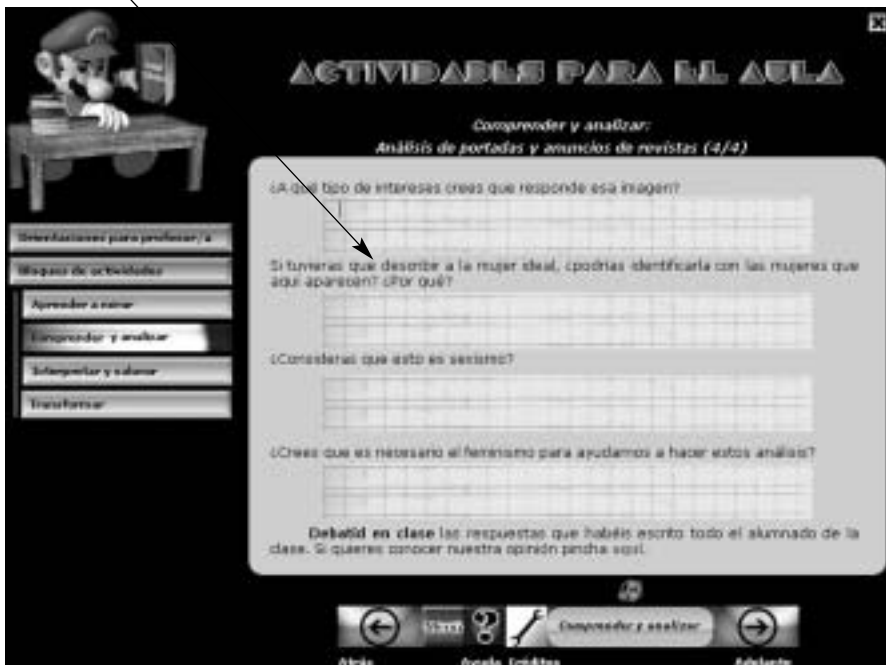 ACTIVIDADES PARA EL AULA
Comprender y analizar:
Análisis de portadas y anuncios de revistas (4/4)
¿A qué tipo de intereses crees que responde esa imagen?
Orientaciones para profesor/a
Bloques de actividades
Aprender a mirar
Comprender y analizar
Interpretar y valorar
Transformar
Si tuvieras que describir a la mujer ideal, ¿podrías identificarla con las mujeres que
aquí aparecen? ¿Por qué?
¿Consideras que esto es sexismo?
¿Crees que es necesario el feminismo para ayudarnos a hacer estos análisis?
Debatid en clase las respuestas que habéis escrito todo el alumnado de la
clase. Si quieres conocer nuestra opinión pincha aquí.
Comprender y analizar
Atrás Ayuda Créditos Adelante